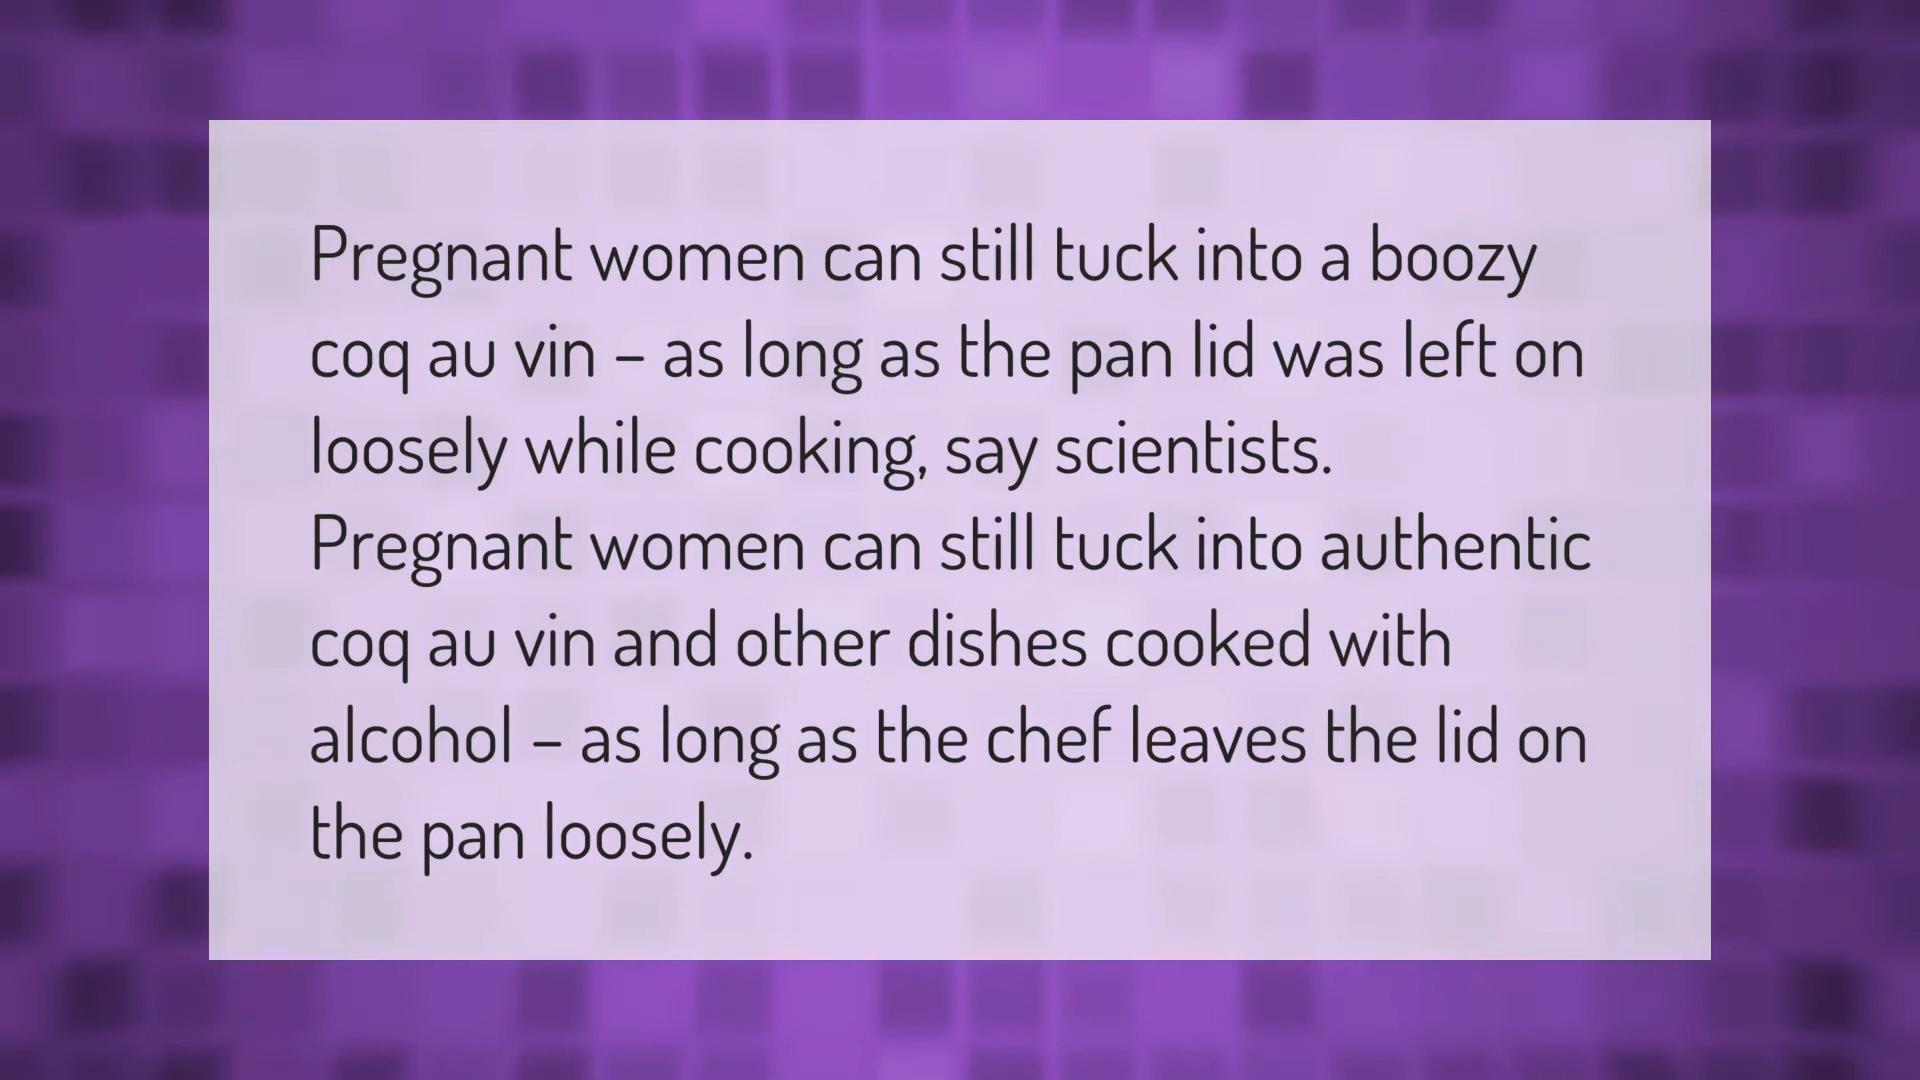 Pregnant women can still tuck into a boozy
coq au vin – as long as the pan lid was left on
loosely while cooking, say scientists.
Pregnant women can still tuck into authentic
coq au vin and other dishes cooked with
alcohol – as long as the chef leaves the lid on
the pan loosely.